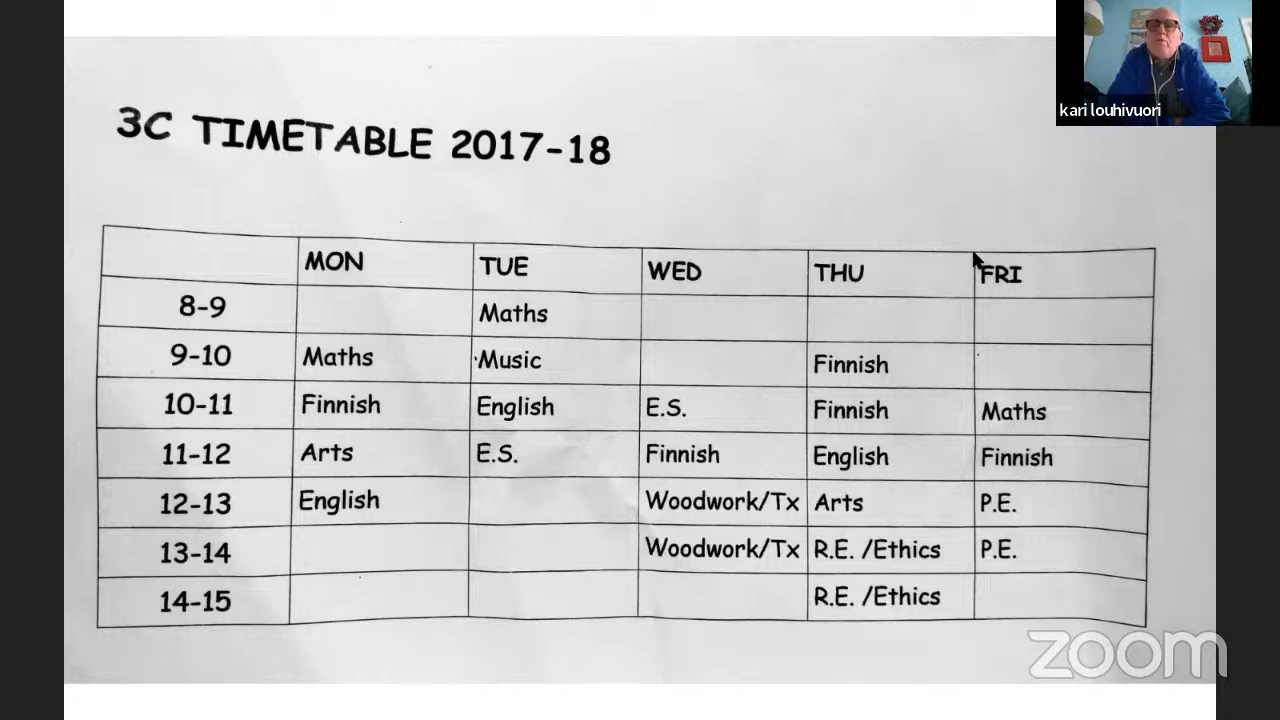 kari louhivuori
3C TIMETABLE 2017-18
MON TUE WED THU FRI
8-9 Maths
9-10 Maths Music Finnish
10-11 Finnish English E.S. Finnish Maths
11-12 Arts E.S. Finnish English Finnish
12-13 English Woodwork/Tx Arts P.E.
13-14 Woodwork/Tx R.E. /Ethics P.E.
14-15 R.E. /Ethics
zoom